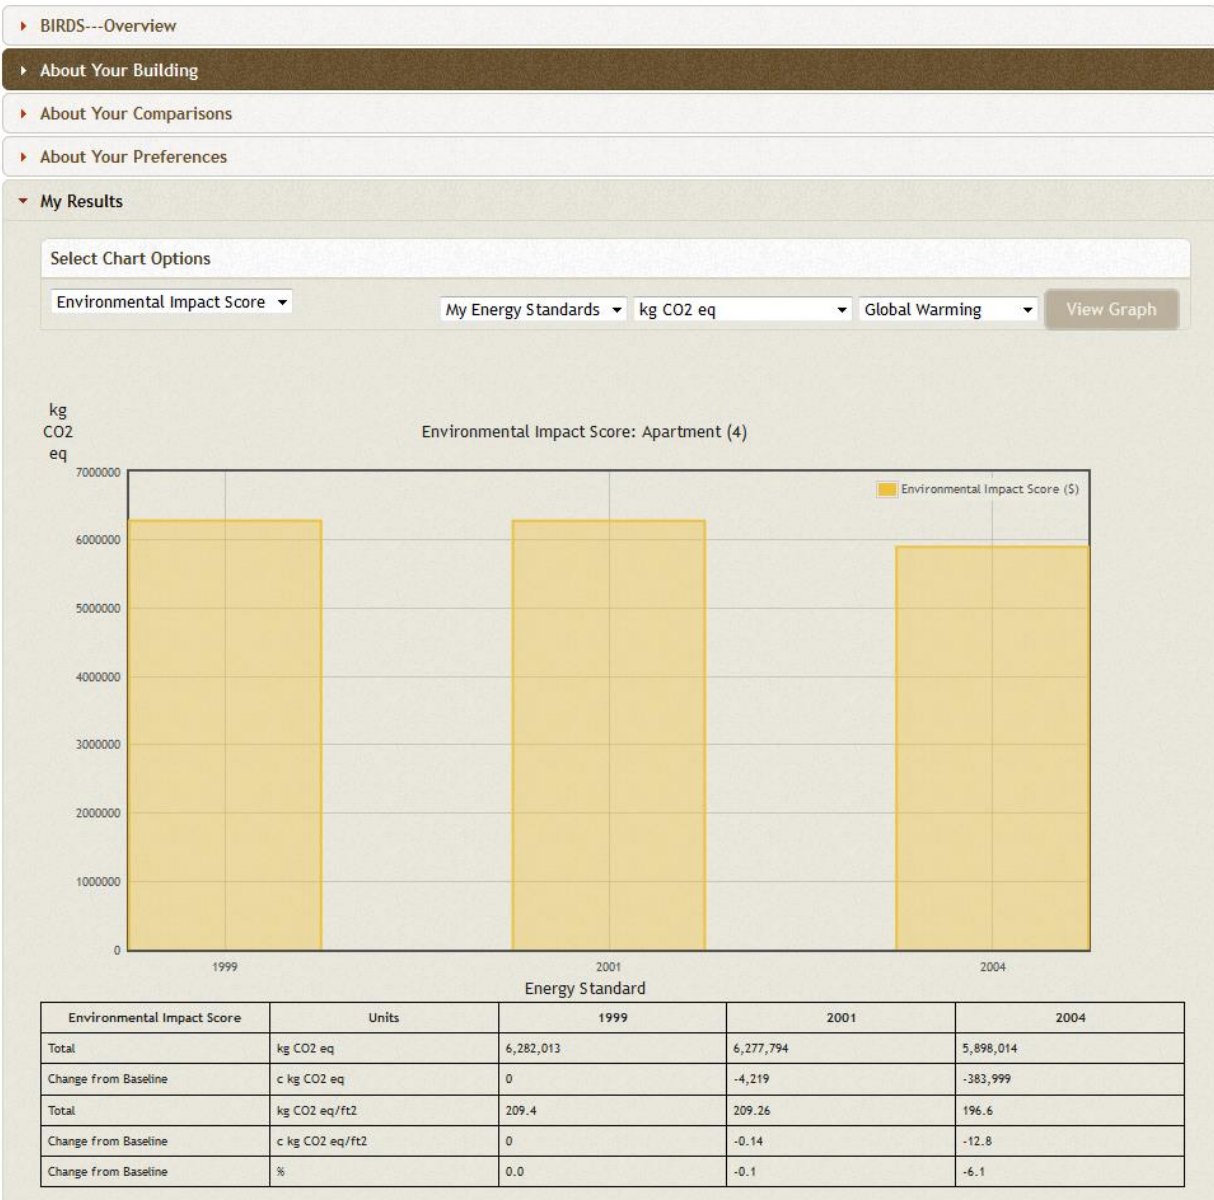 BIRDS---Overview
About Your Building
About Your Comparisons
About Your Preferences
My Results
Select Chart Options
Environmental Impact Score
My Energy Standards kg CO2 eq Global Warming View Graph
kg
CO2
eq
Environmental Impact Score: Apartment (4)
Environmental Impact Score ($)
7000000
6000000
5000000
4000000
3000000
2000000
1000000
0
1999 2001 2004
Energy Standard
Environmental Impact Score Units 1999 2001 2004
Total kg CO2 eq 6,282,013 6,277,794 5,898,014
Change from Baseline c kg CO2 eq 0 -4,219 -383,999
Total kg CO2 eq/ft2 209.4 209.26 196.6
Change from Baseline c kg CO2 eq/ft2 0 -0.14 -12.8
Change from Baseline % 0.0 -0.1 -6.1